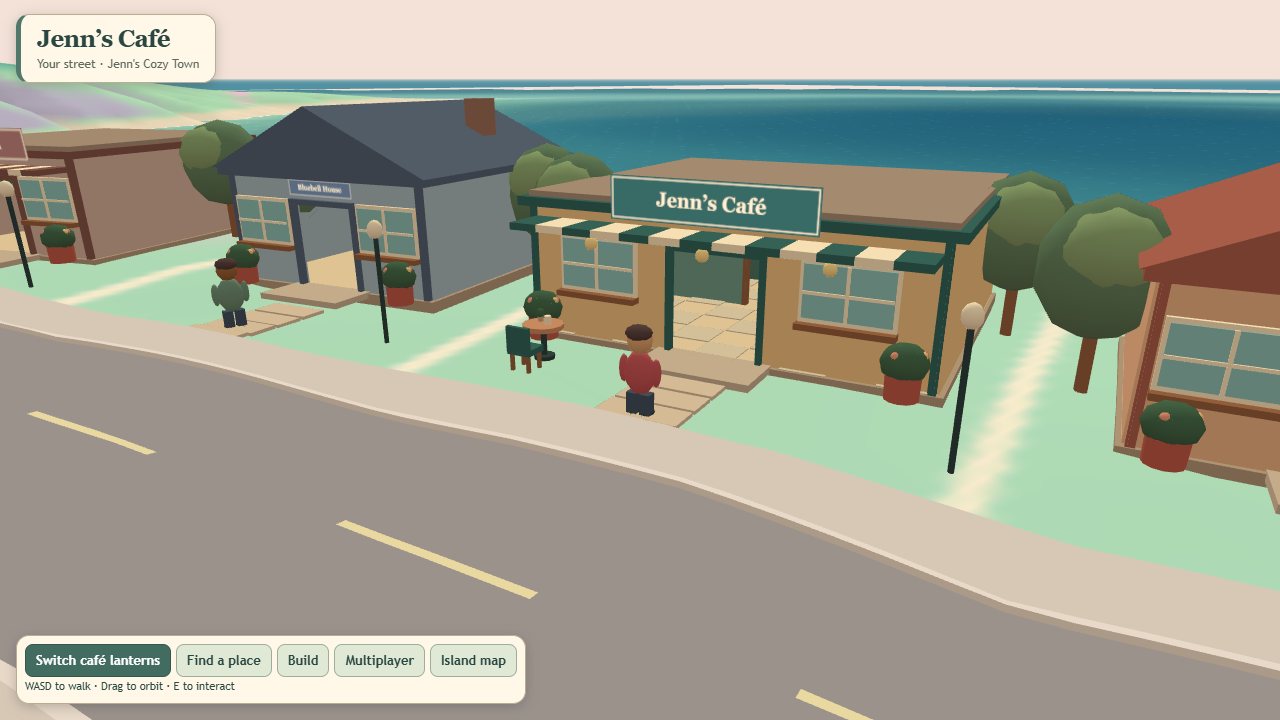 Jenn’s Café
Your street · Jenn's Cozy Town
Bluebell House
Jenn’s Café
Switch café lanterns
Find a place
Build
Multiplayer
Island map
WASD to walk · Drag to orbit · E to interact